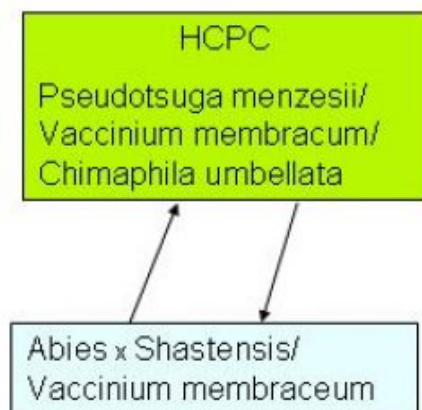 HCPC
Pseudotsuga menzesii/
Vaccinium membracum/
Chimaphila umbellata
Abies x Shastensis/
Vaccinium membraceum